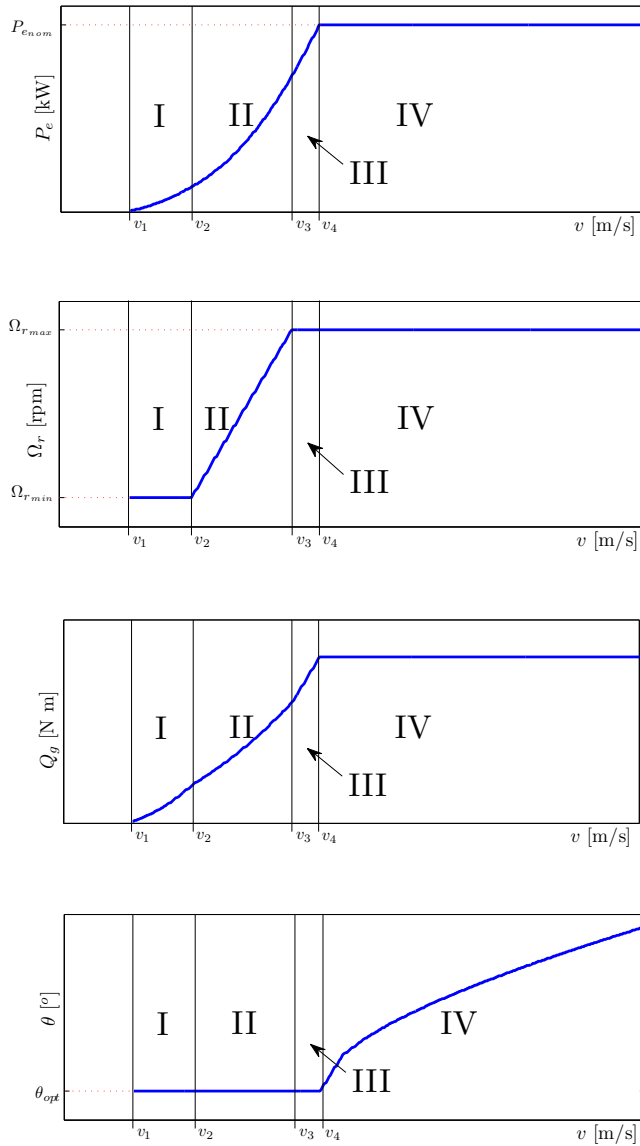 P_{e_{nom}}
P_e [kW]
I
II
III
IV
v_1
v_2
v_3
v_4
v [m/s]
Ω_{r_{max}}
Ω_r [rpm]
Ω_{r_{min}}
I
II
III
IV
v_1
v_2
v_3
v_4
v [m/s]
Q_g [N m]
I
II
III
IV
v_1
v_2
v_3
v_4
v [m/s]
θ [º]
θ_{opt}
I
II
III
IV
v_1
v_2
v_3
v_4
v [m/s]